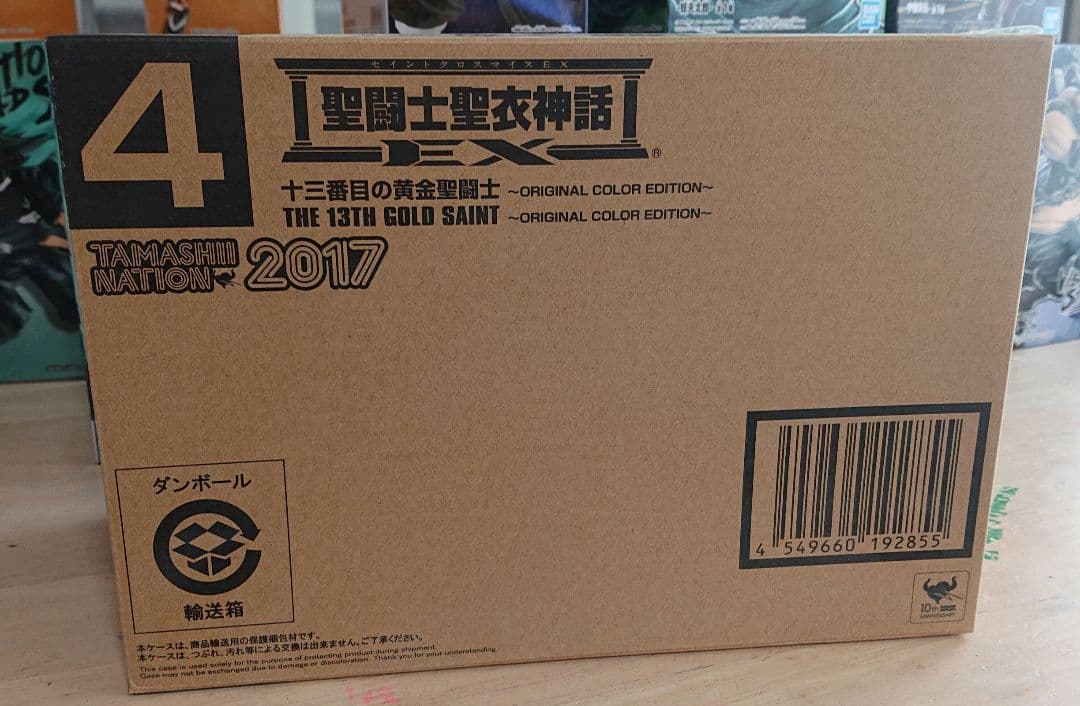 4
セイントクロスマイスEX
聖闘士聖衣神話
EX®
十三番目の黄金聖闘士 ～ORIGINAL COLOR EDITION～
THE 13TH GOLD SAINT ～ORIGINAL COLOR EDITION～
TAMASHII
NATION 2017
ダンボール
輸送箱
4 549660 192855
10th
ANNIVERSARY
本ケースは、商品輸送用の保護梱包材です。
本ケースは、つぶれ、汚れ等による交換は出来ません。ご了承ください。
This case is used solely for the purpose of protecting product during shipment.
Case may not be exchanged due to damage or discoloration. Thank you for your understanding.